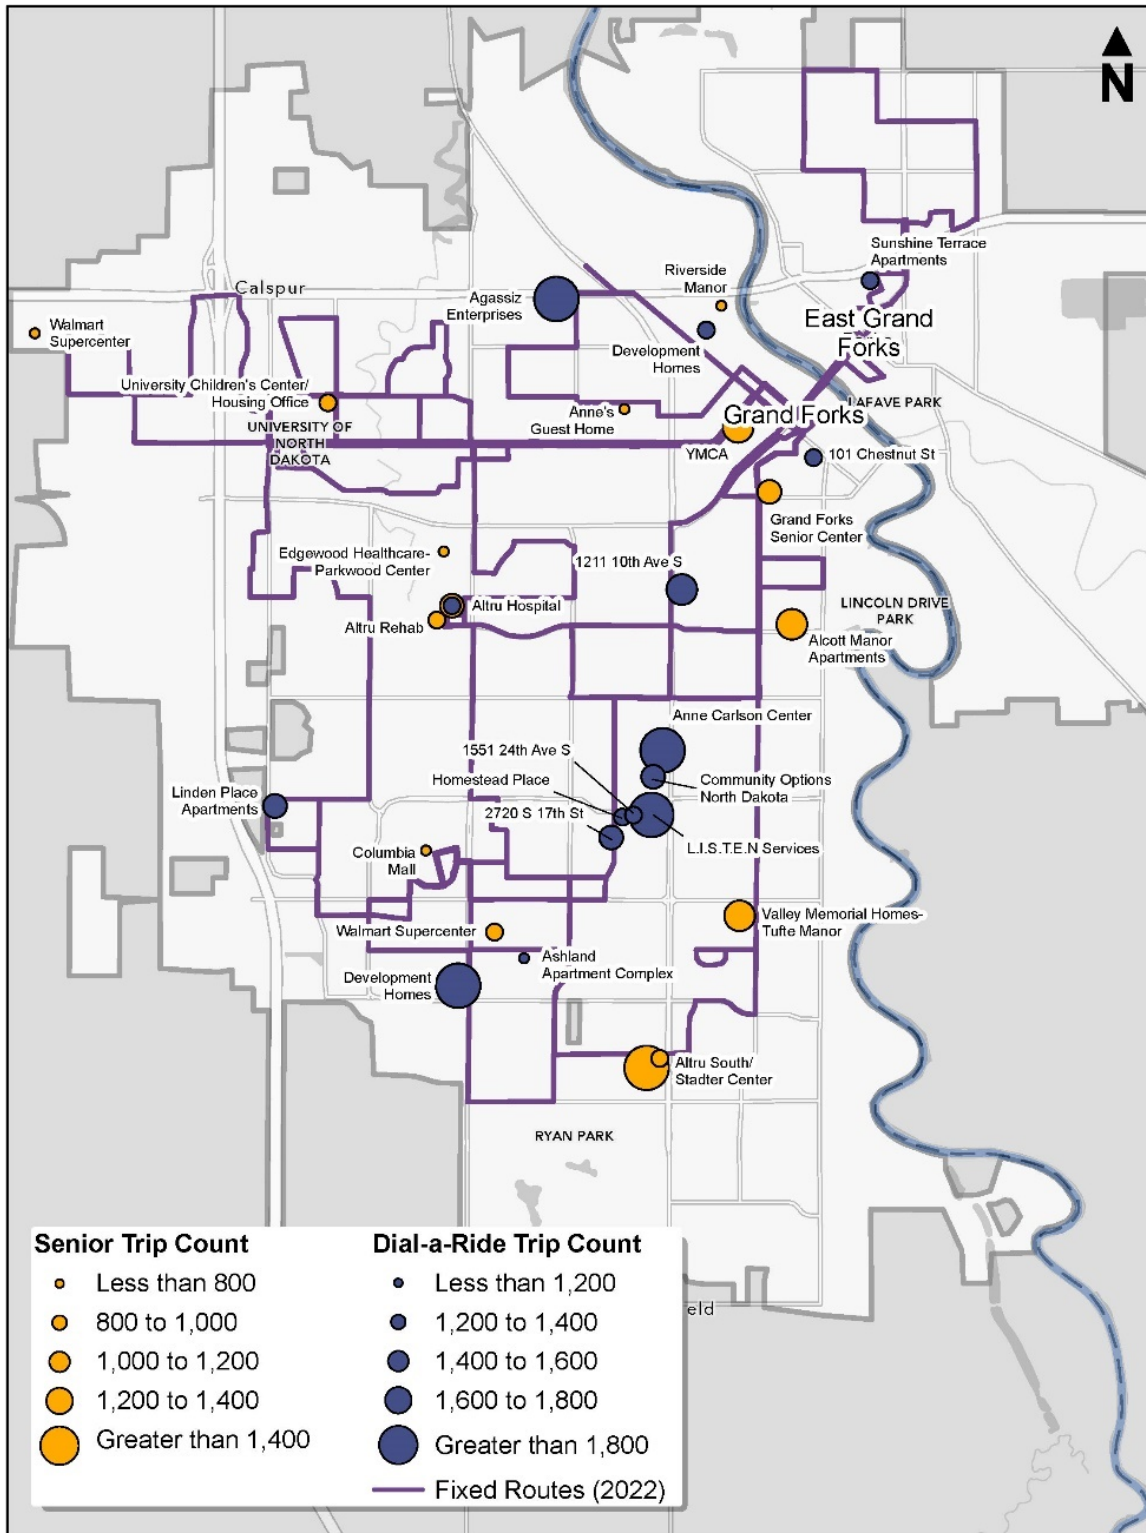 N
Sunshine Terrace
Apartments
Riverside
Manor
Calspur
Agassiz
Enterprises
East Grand
Forks
Walmart
Supercenter
Development
Homes
University Children's Center/
Housing Office
LAFAVE PARK
Anne's
Guest Home
Grand Forks
UNIVERSITY OF
NORTH
DAKOTA
YMCA
101 Chestnut St
Grand Forks
Senior Center
Edgewood Healthcare-
Parkwood Center
1211 10th Ave S
Altru Hospital
LINCOLN DRIVE
PARK
Altru Rehab
Alcott Manor
Apartments
Anne Carlson Center
1551 24th Ave S
Homestead Place
Community Options
North Dakota
Linden Place
Apartments
2720 S 17th St
L.I.S.T.E.N Services
Columbia
Mall
Valley Memorial Homes-
Tufte Manor
Walmart Supercenter
Ashland
Apartment Complex
Development
Homes
Altru South/
Stadter Center
RYAN PARK
eld
Senior Trip Count
Less than 800
800 to 1,000
1,000 to 1,200
1,200 to 1,400
Greater than 1,400
Dial-a-Ride Trip Count
Less than 1,200
1,200 to 1,400
1,400 to 1,600
1,600 to 1,800
Greater than 1,800
Fixed Routes (2022)